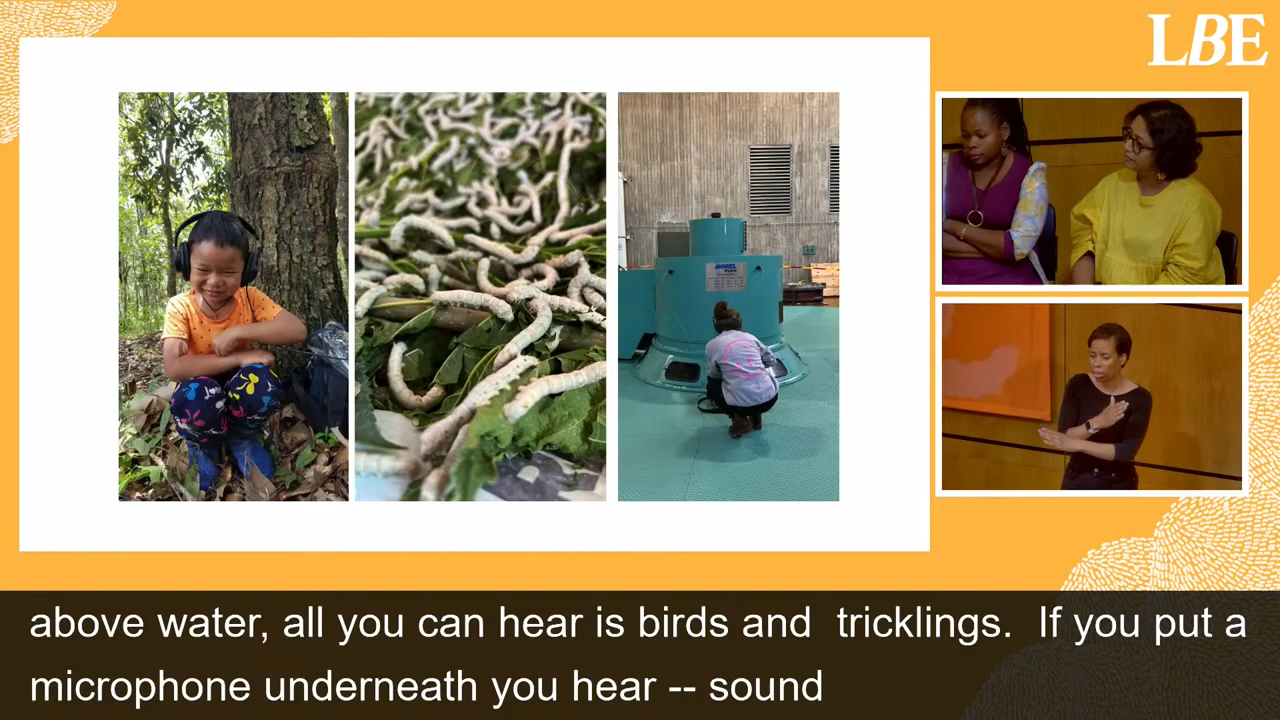 LBE
above water, all you can hear is birds and  tricklings.  If you put a
microphone underneath you hear -- sound